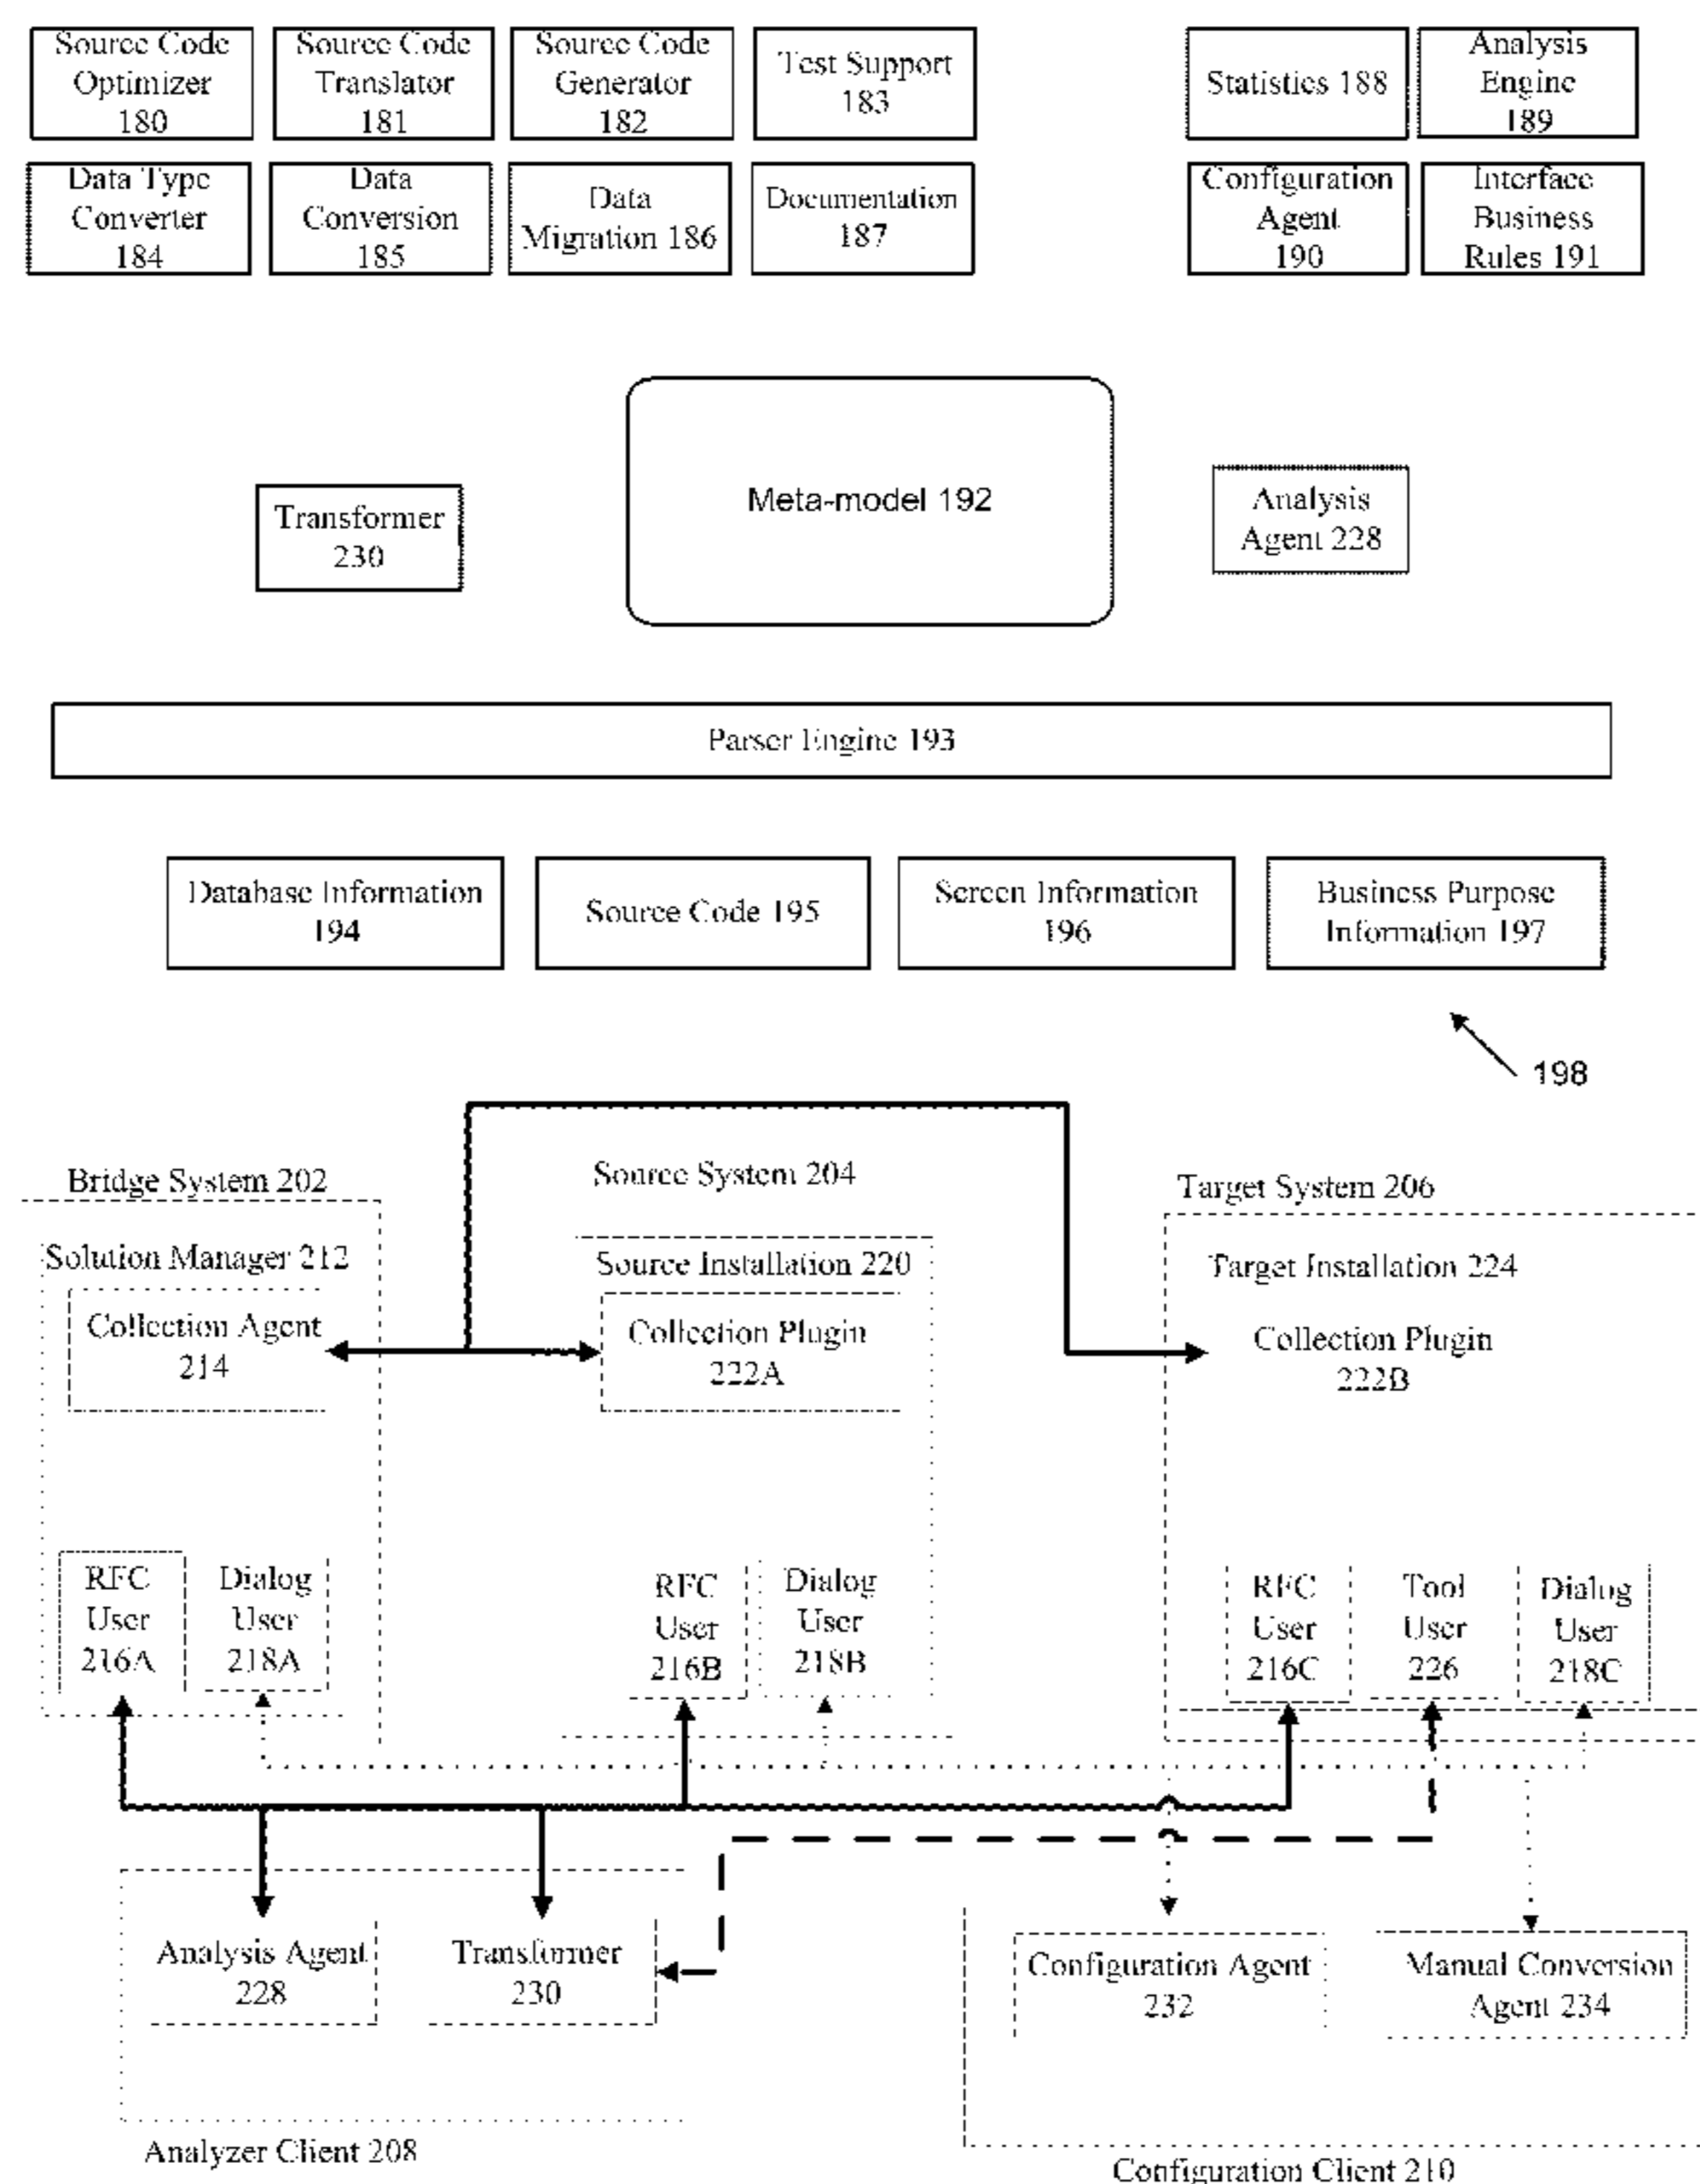 Source Code
Optimizer
180
Source Code
Translator
181
Source Code
Generator
182
Test Support
183
Statistics 188
Analysis
Engine
189
Data Type
Converter
184
Data
Conversion
185
Data
Migration 186
Documentation
187
Configuration
Agent
190
Interface
Business
Rules 191
Transformer
230
Meta-model 192
Analysis
Agent 228
Parser Engine 193
Database Information
194
Source Code 195
Screen Information
196
Business Purpose
Information 197
198
Bridge System 202
Source System 204
Target System 206
Solution Manager 212
Source Installation 220
Target Installation 224
Collection Agent
214
Collection Plugin
222A
Collection Plugin
222B
RFC
User
216A
Dialog
User
218A
RFC
User
216B
Dialog
User
218B
RFC
User
216C
Tool
User
226
Dialog
User
218C
Analysis Agent
228
Transformer
230
Configuration Agent
232
Manual Conversion
Agent 234
Analyzer Client 208
Configuration Client 210